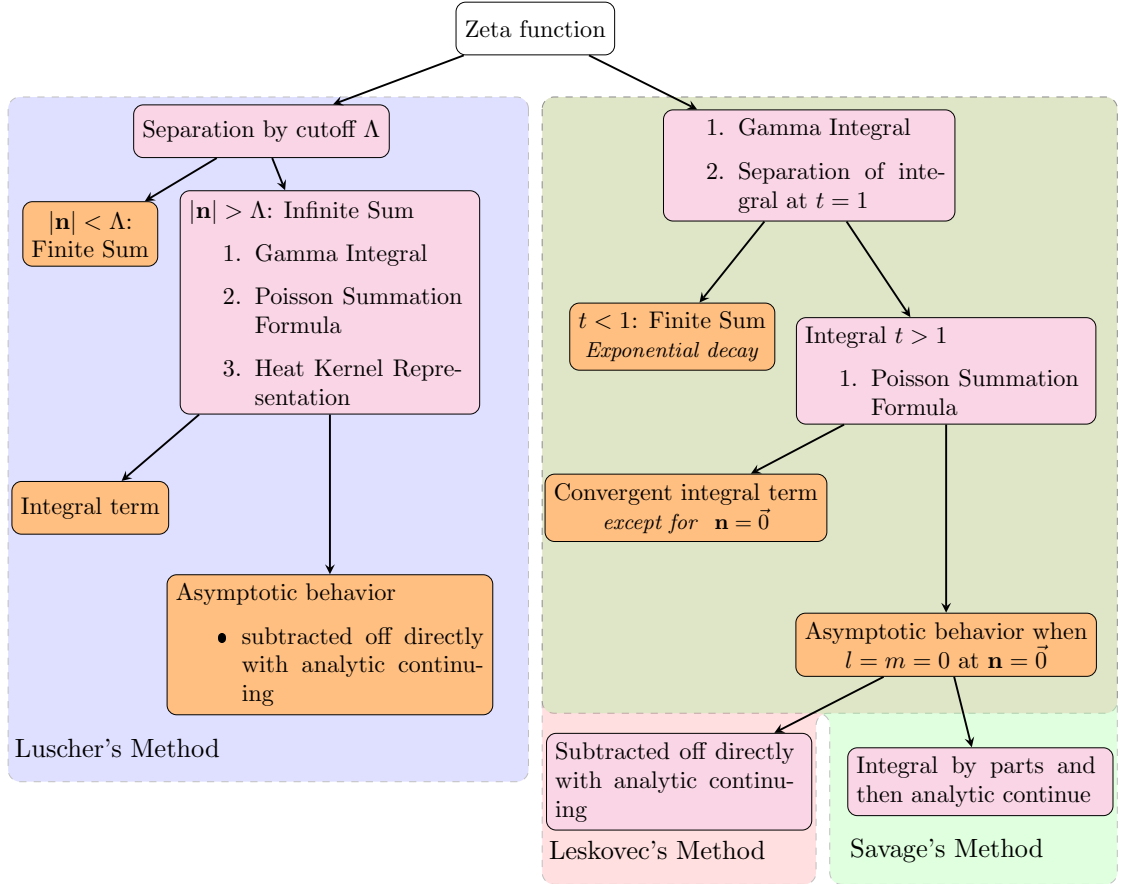 Zeta function
Separation by cutoff Λ
|n| < Λ:
Finite Sum
|n| > Λ: Infinite Sum
1. Gamma Integral
2. Poisson Summation
Formula
3. Heat Kernel Repre-
sentation
Integral term
Asymptotic behavior
• subtracted off directly
with analytic continu-
ing
Luscher's Method
1. Gamma Integral
2. Separation of inte-
gral at t = 1
t < 1: Finite Sum
Exponential decay
Integral t > 1
1. Poisson Summation
Formula
Convergent integral term
except for n = 0⃗
Asymptotic behavior when
l = m = 0 at n = 0⃗
Subtracted off directly
with analytic continu-
ing
Leskovec's Method
Integral by parts and
then analytic continue
Savage's Method